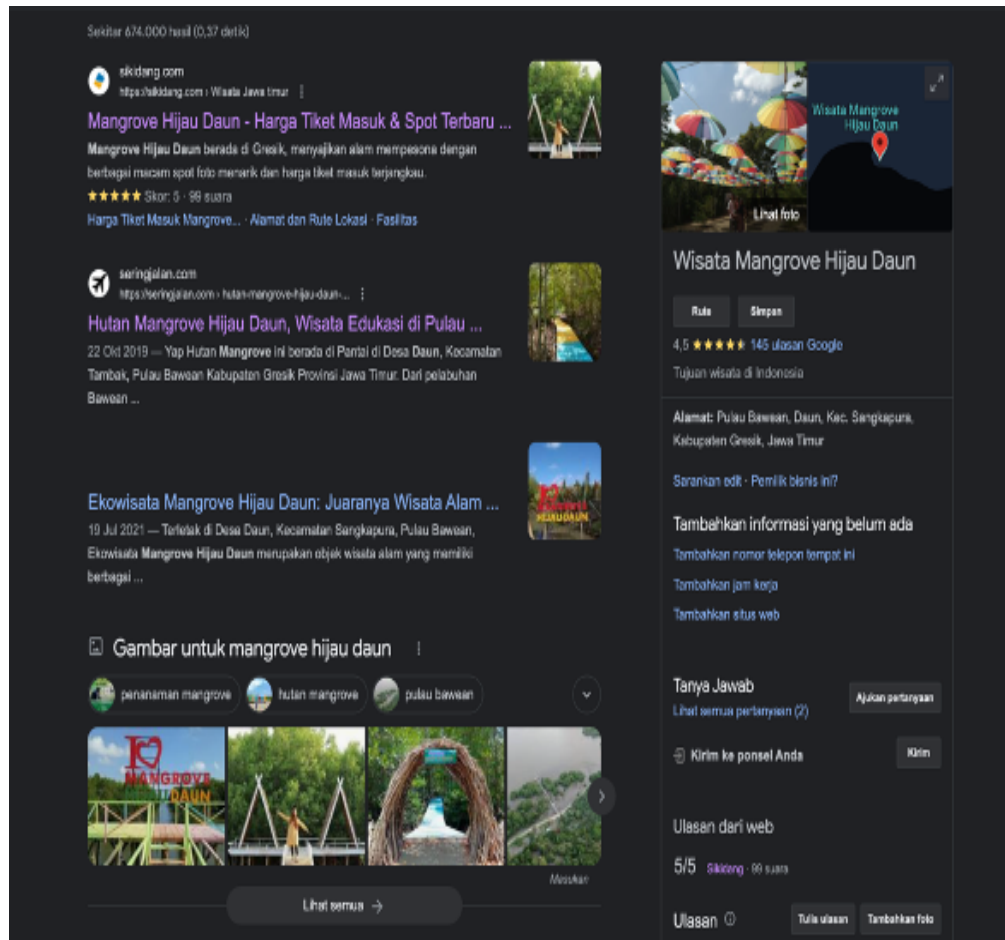 Sekitar 674.000 hasil (0,37 detik)
sikidang.com
https://sikidang.com › Wisata Jawa timur
Mangrove Hijau Daun - Harga Tiket Masuk & Spot Terbaru ...
Mangrove Hijau Daun berada di Gresik, menyajikan alam mempesona dengan
berbagai macam spot foto menarik dan harga tiket masuk terjangkau.
Skor: 5 · 99 suara
Harga Tiket Masuk Mangrove... · Alamat dan Rute Lokasi · Fasilitas
seringjalan.com
https://seringjalan.com › hutan-mangrove-hijau-daun-...
Hutan Mangrove Hijau Daun, Wisata Edukasi di Pulau ...
22 Okt 2019 — Yap Hutan Mangrove ini berada di Pantai di Desa Daun, Kecamatan
Tambak, Pulau Bawean Kabupaten Gresik Provinsi Jawa Timur. Dari pelabuhan
Bawean ...
Ekowisata Mangrove Hijau Daun: Juaranya Wisata Alam ...
19 Jul 2021 — Terletak di Desa Daun, Kecamatan Sangkapura, Pulau Bawean,
Ekowisata Mangrove Hijau Daun merupakan objek wisata alam yang memiliki
berbagai ...
MANGROVE
HIJAUDAUN
Gambar untuk mangrove hijau daun
penanaman mangrove
hutan mangrove
pulau bawean
I
MANGROVE
HIJAU DAUN
Masukan
Lihat semua →
Wisata Mangrove
Hijau Daun
Lihat foto
Wisata Mangrove Hijau Daun
Rute
Simpan
4,5 145 ulasan Google
Tujuan wisata di Indonesia
Alamat: Pulau Bawean, Daun, Kec. Sangkapura,
Kabupaten Gresik, Jawa Timur
Sarankan edit · Pemilik bisnis ini?
Tambahkan informasi yang belum ada
Tambahkan nomor telepon tempat ini
Tambahkan jam kerja
Tambahkan situs web
Tanya Jawab
Lihat semua pertanyaan (2)
Ajukan pertanyaan
Kirim ke ponsel Anda
Kirim
Ulasan dari web
5/5 Sikidang · 99 suara
Ulasan
Tulis ulasan
Tambahkan foto